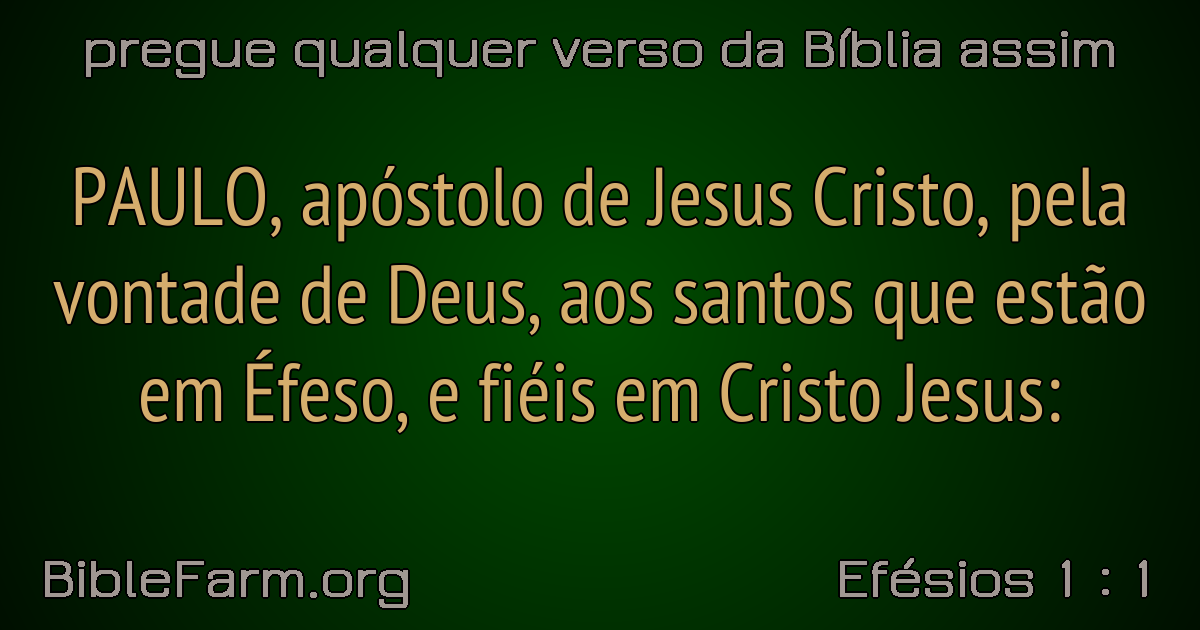 pregue qualquer verso da Bíblia assim
PAULO, apóstolo de Jesus Cristo, pela
vontade de Deus, aos santos que estão
em Éfeso, e fiéis em Cristo Jesus:
BibleFarm.org
Efésios 1 : 1